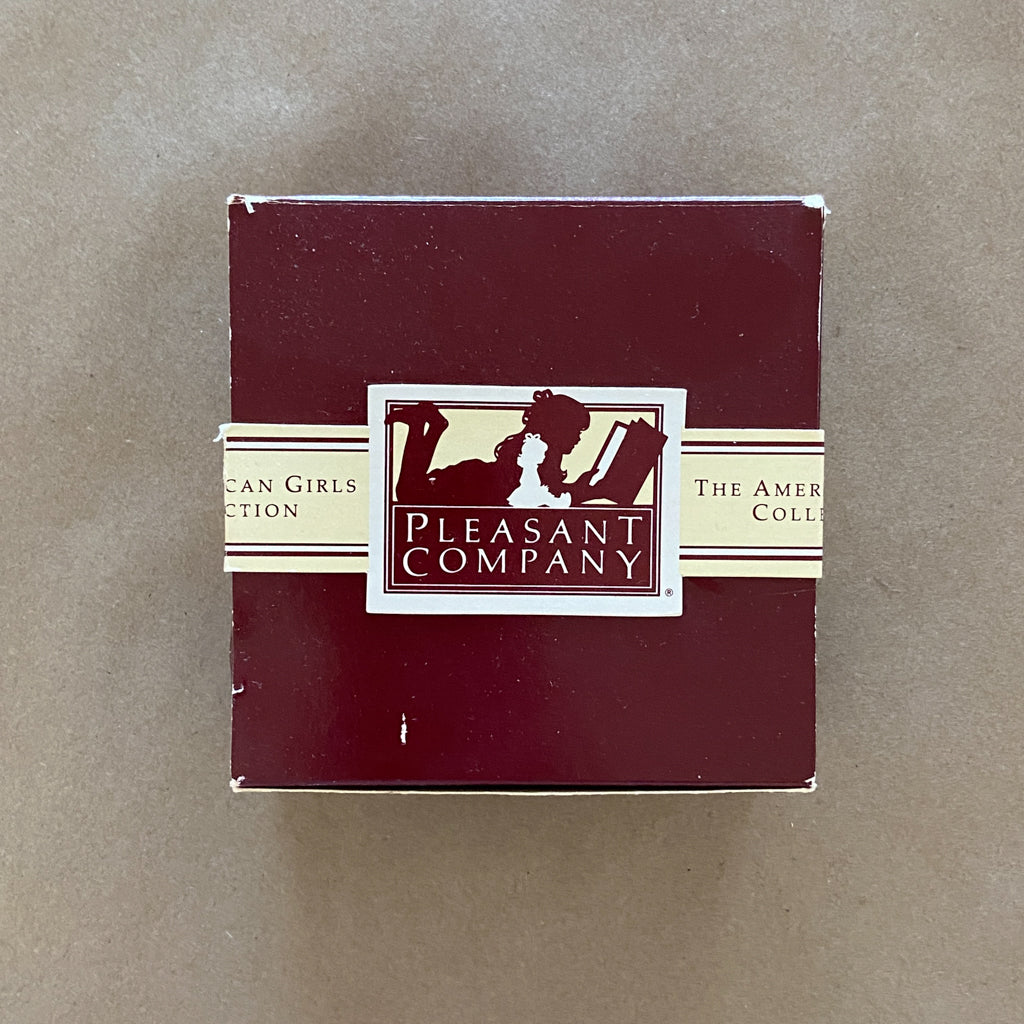 CAN GIRLS
CTION
PLEASANT
COMPANY
®
THE AMER
COLLE